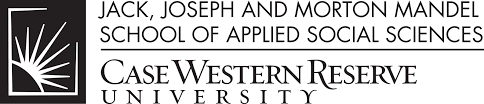 JACK, JOSEPH AND MORTON MANDEL
SCHOOL OF APPLIED SOCIAL SCIENCES
CASE WESTERN RESERVE
UNIVERSITY